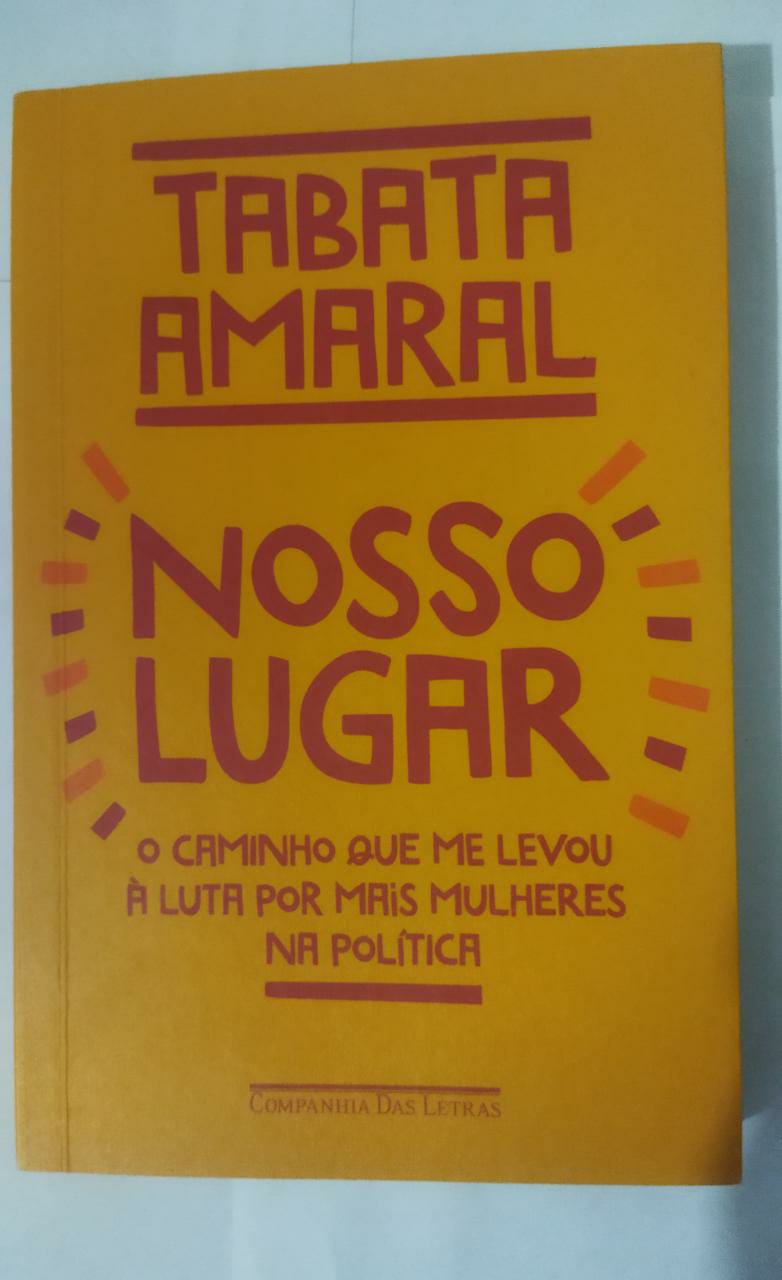 TABATA
AMARAL
NOSSO
LUGAR
O CAMINHO QUE ME LEVOU
À LUTA POR MAiS MULHERES
NA POLÍTICA
COMPANHIA DAS LETRAS